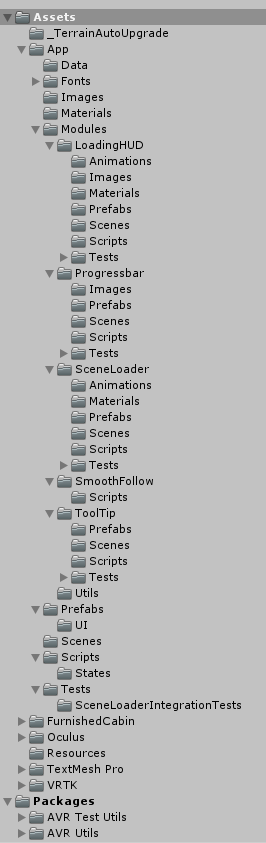 Assets
_TerrainAutoUpgrade
App
Data
Fonts
Images
Materials
Modules
LoadingHUD
Animations
Images
Materials
Prefabs
Scenes
Scripts
Tests
Progressbar
Images
Prefabs
Scenes
Scripts
Tests
SceneLoader
Animations
Materials
Prefabs
Scenes
Scripts
Tests
SmoothFollow
Scripts
ToolTip
Prefabs
Scenes
Scripts
Tests
Utils
Prefabs
UI
Scenes
Scripts
States
Tests
SceneLoaderIntegrationTests
FurnishedCabin
Oculus
Resources
TextMesh Pro
VRTK
Packages
AVR Test Utils
AVR Utils